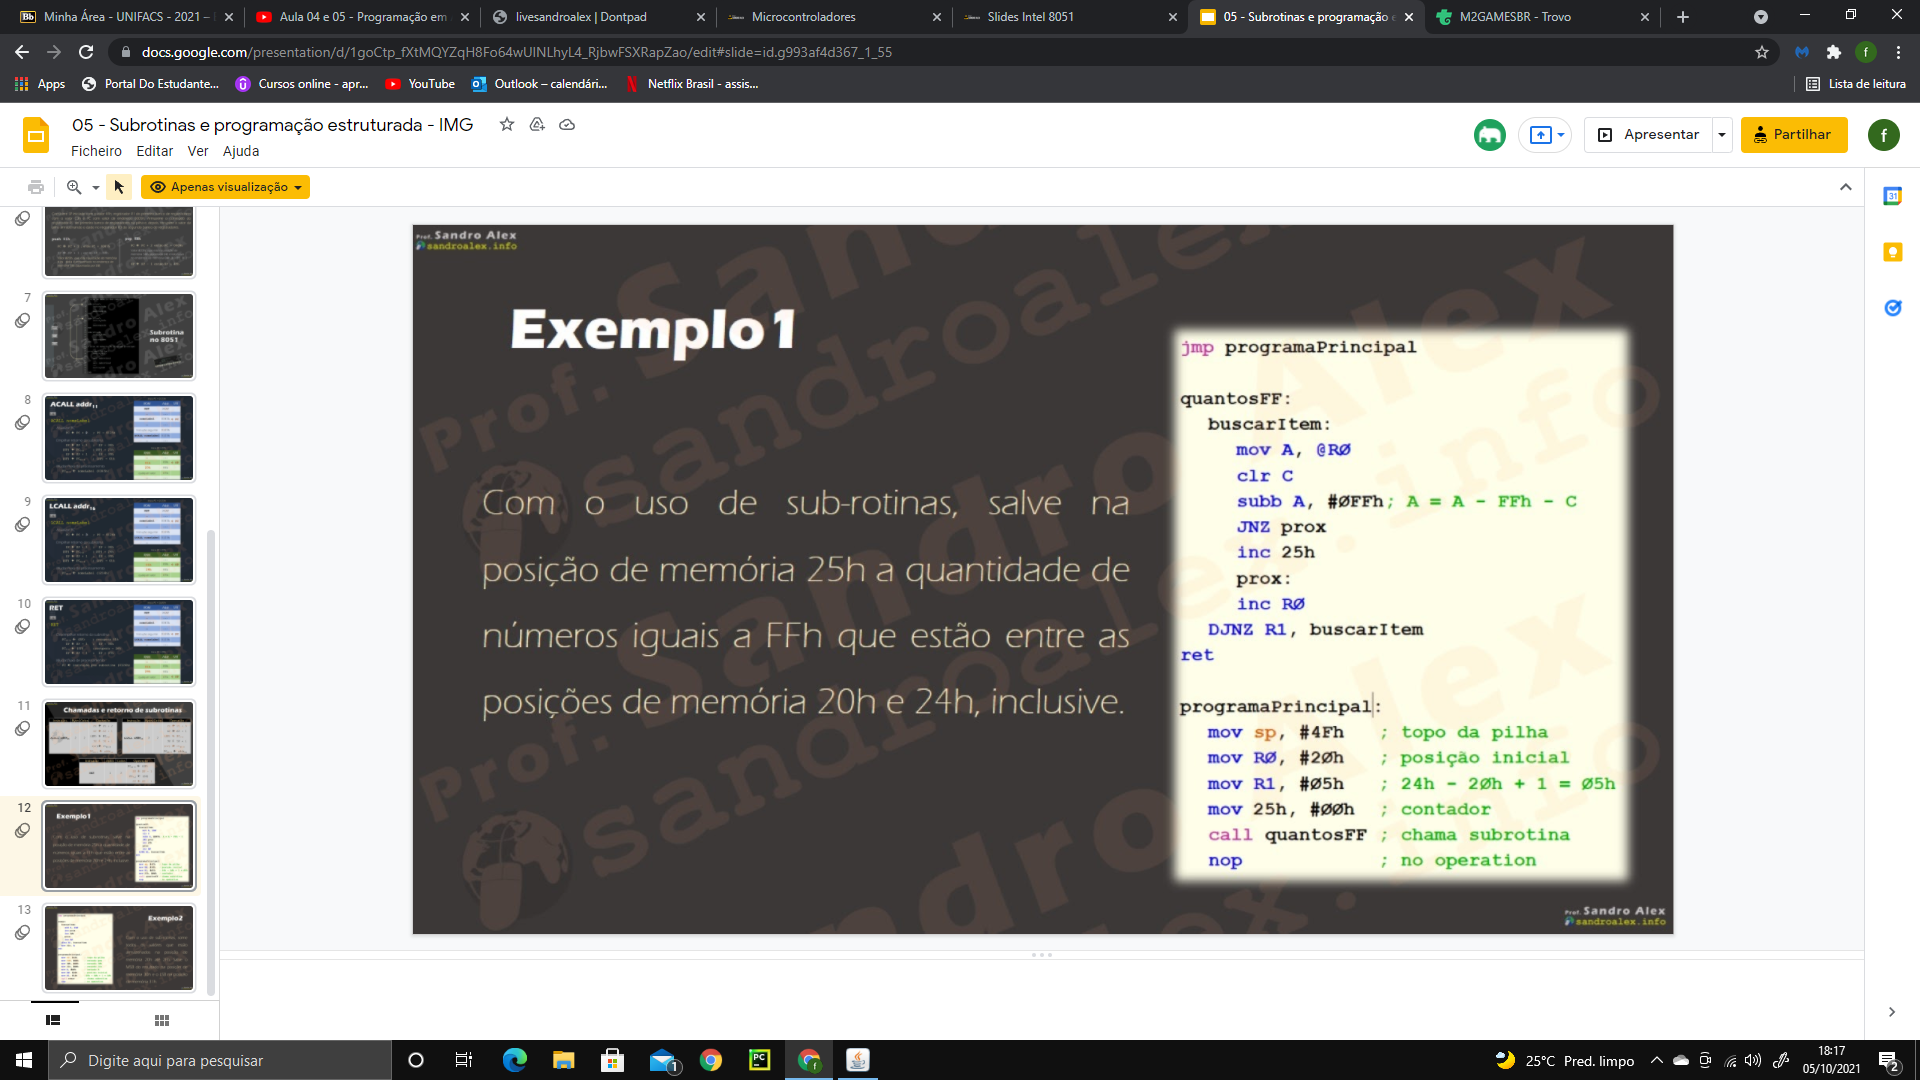 Minha Área - UNIFACS - 2021 –
Aula 04 e 05 - Programação em
livesandroalex | Dontpad
Microcontroladores
Slides Intel 8051
05 - Subrotinas e programação
M2GAMESBR - Trovo
docs.google.com/presentation/d/1goCtp_fXtMQYZqH8Fo64wUINLhyL4_RjbwFSXRapZao/edit#slide=id.g993af4d367_1_55
Apps
Portal Do Estudante...
Cursos online - apr...
YouTube
Outlook – calendári...
Netflix Brasil - assis...
Lista de leitura
05 - Subrotinas e programação estruturada - IMG
Ficheiro Editar Ver Ajuda
Apresentar
Partilhar
f
Apenas visualização
7
Subrotina
no 8051
8
ACALL addr11
9
LCALL addr16
10
RET
11
Chamadas e retorno de subrotinas
12
Exemplo1
13
Exemplo2
Prof. Sandro Alex
sandroalex.info
Exemplo1
Com o uso de sub-rotinas, salve na
posição de memória 25h a quantidade de
números iguais a FFh que estão entre as
posições de memória 20h e 24h, inclusive.
jmp programaPrincipal
quantosFF:
buscarItem:
mov A, @RØ
clr C
subb A, #ØFFh; A = A - FFh - C
JNZ prox
inc 25h
prox:
inc RØ
DJNZ R1, buscarItem
ret
programaPrincipal:
mov sp, #4Fh ; topo da pilha
mov RØ, #2Øh ; posição inicial
mov R1, #Ø5h ; 24h - 2Øh + 1 = Ø5h
mov 25h, #ØØh ; contador
call quantosFF ; chama subrotina
nop ; no operation
Prof. Sandro Alex
sandroalex.info
Digite aqui para pesquisar
25°C Pred. limpo
18:17
05/10/2021